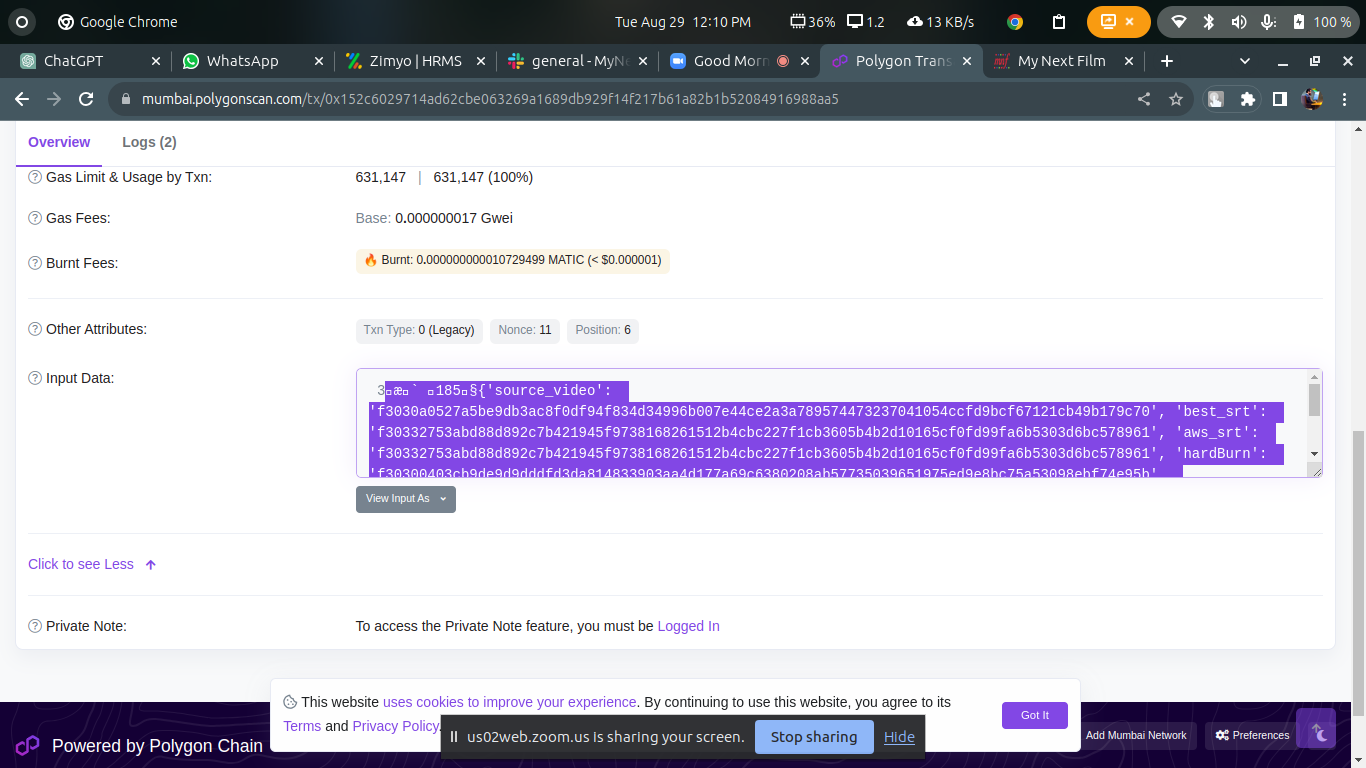 Google Chrome
Tue Aug 29 12:10 PM
36%
1.2
13 KB/s
100 %
ChatGPT
WhatsApp
Zimyo | HRMS
general - MyNe
Good Morn
Polygon Trans
My Next Film
mumbai.polygonscan.com/tx/0x152c6029714ad62cbe063269a1689db929f14f217b61a82b1b52084916988aa5
Overview
Logs (2)
Gas Limit & Usage by Txn:
631,147 | 631,147 (100%)
Gas Fees:
Base: 0.000000017 Gwei
Burnt Fees:
🔥 Burnt: 0.000000000010729499 MATIC (< $0.000001)
Other Attributes:
Txn Type: 0 (Legacy)
Nonce: 11
Position: 6
Input Data:
3□æ□` □185□§{'source_video':
'f3030a0527a5be9db3ac8f0df94f834d34996b007e44ce2a3a789574473237041054ccfd9bcf67121cb49b179c70', 'best_srt':
'f30332753abd88d892c7b421945f9738168261512b4cbc227f1cb3605b4b2d10165cf0fd99fa6b5303d6bc578961', 'aws_srt':
'f30332753abd88d892c7b421945f9738168261512b4cbc227f1cb3605b4b2d10165cf0fd99fa6b5303d6bc578961', 'hardBurn':
'f30300403cb9de9d9dddfd3da814833903aa4d177a69c6380208ab57735039651975ed9e8bc75a53098ebf74e95b'
View Input As
Click to see Less
Private Note:
To access the Private Note feature, you must be Logged In
This website uses cookies to improve your experience. By continuing to use this website, you agree to its
Terms and Privacy Policy.
Got It
us02web.zoom.us is sharing your screen.
Stop sharing
Hide
Powered by Polygon Chain
Add Mumbai Network
Preferences